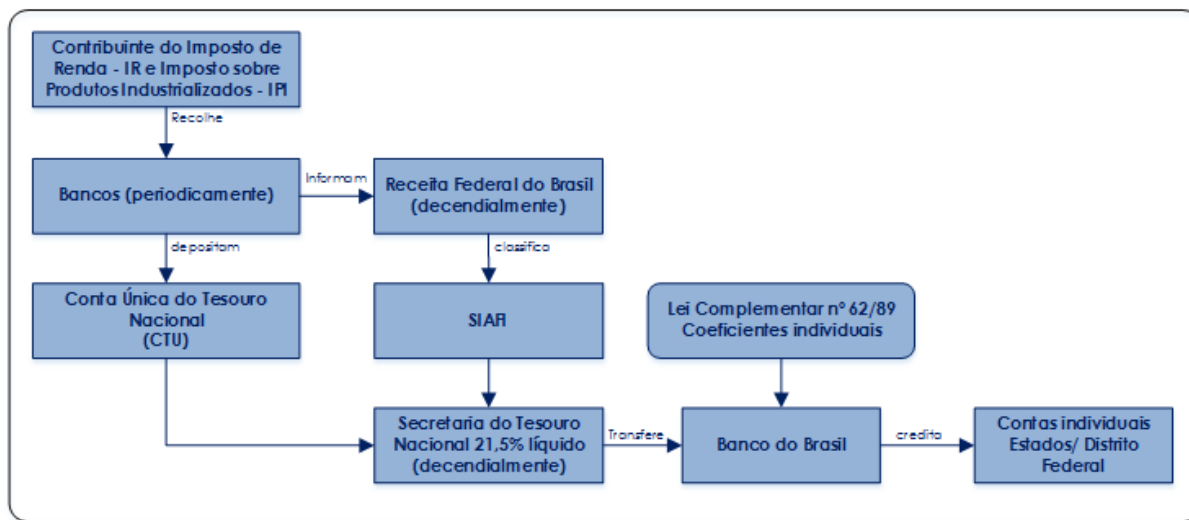 Contribuinte do Imposto de
Renda - IR e Imposto sobre
Produtos Industrializados - IPI
Recolhe
Bancos (periodicamente)
Informam
Receita Federal do Brasil
(decendialmente)
depositam
classifica
Conta Única do Tesouro
Nacional
(CTU)
SIAFI
Lei Complementar nº 62/89
Coeficientes individuais
Secretaria do Tesouro
Nacional 21,5% líquido
(decendialmente)
Transfere
Banco do Brasil
credita
Contas individuais
Estados/ Distrito
Federal